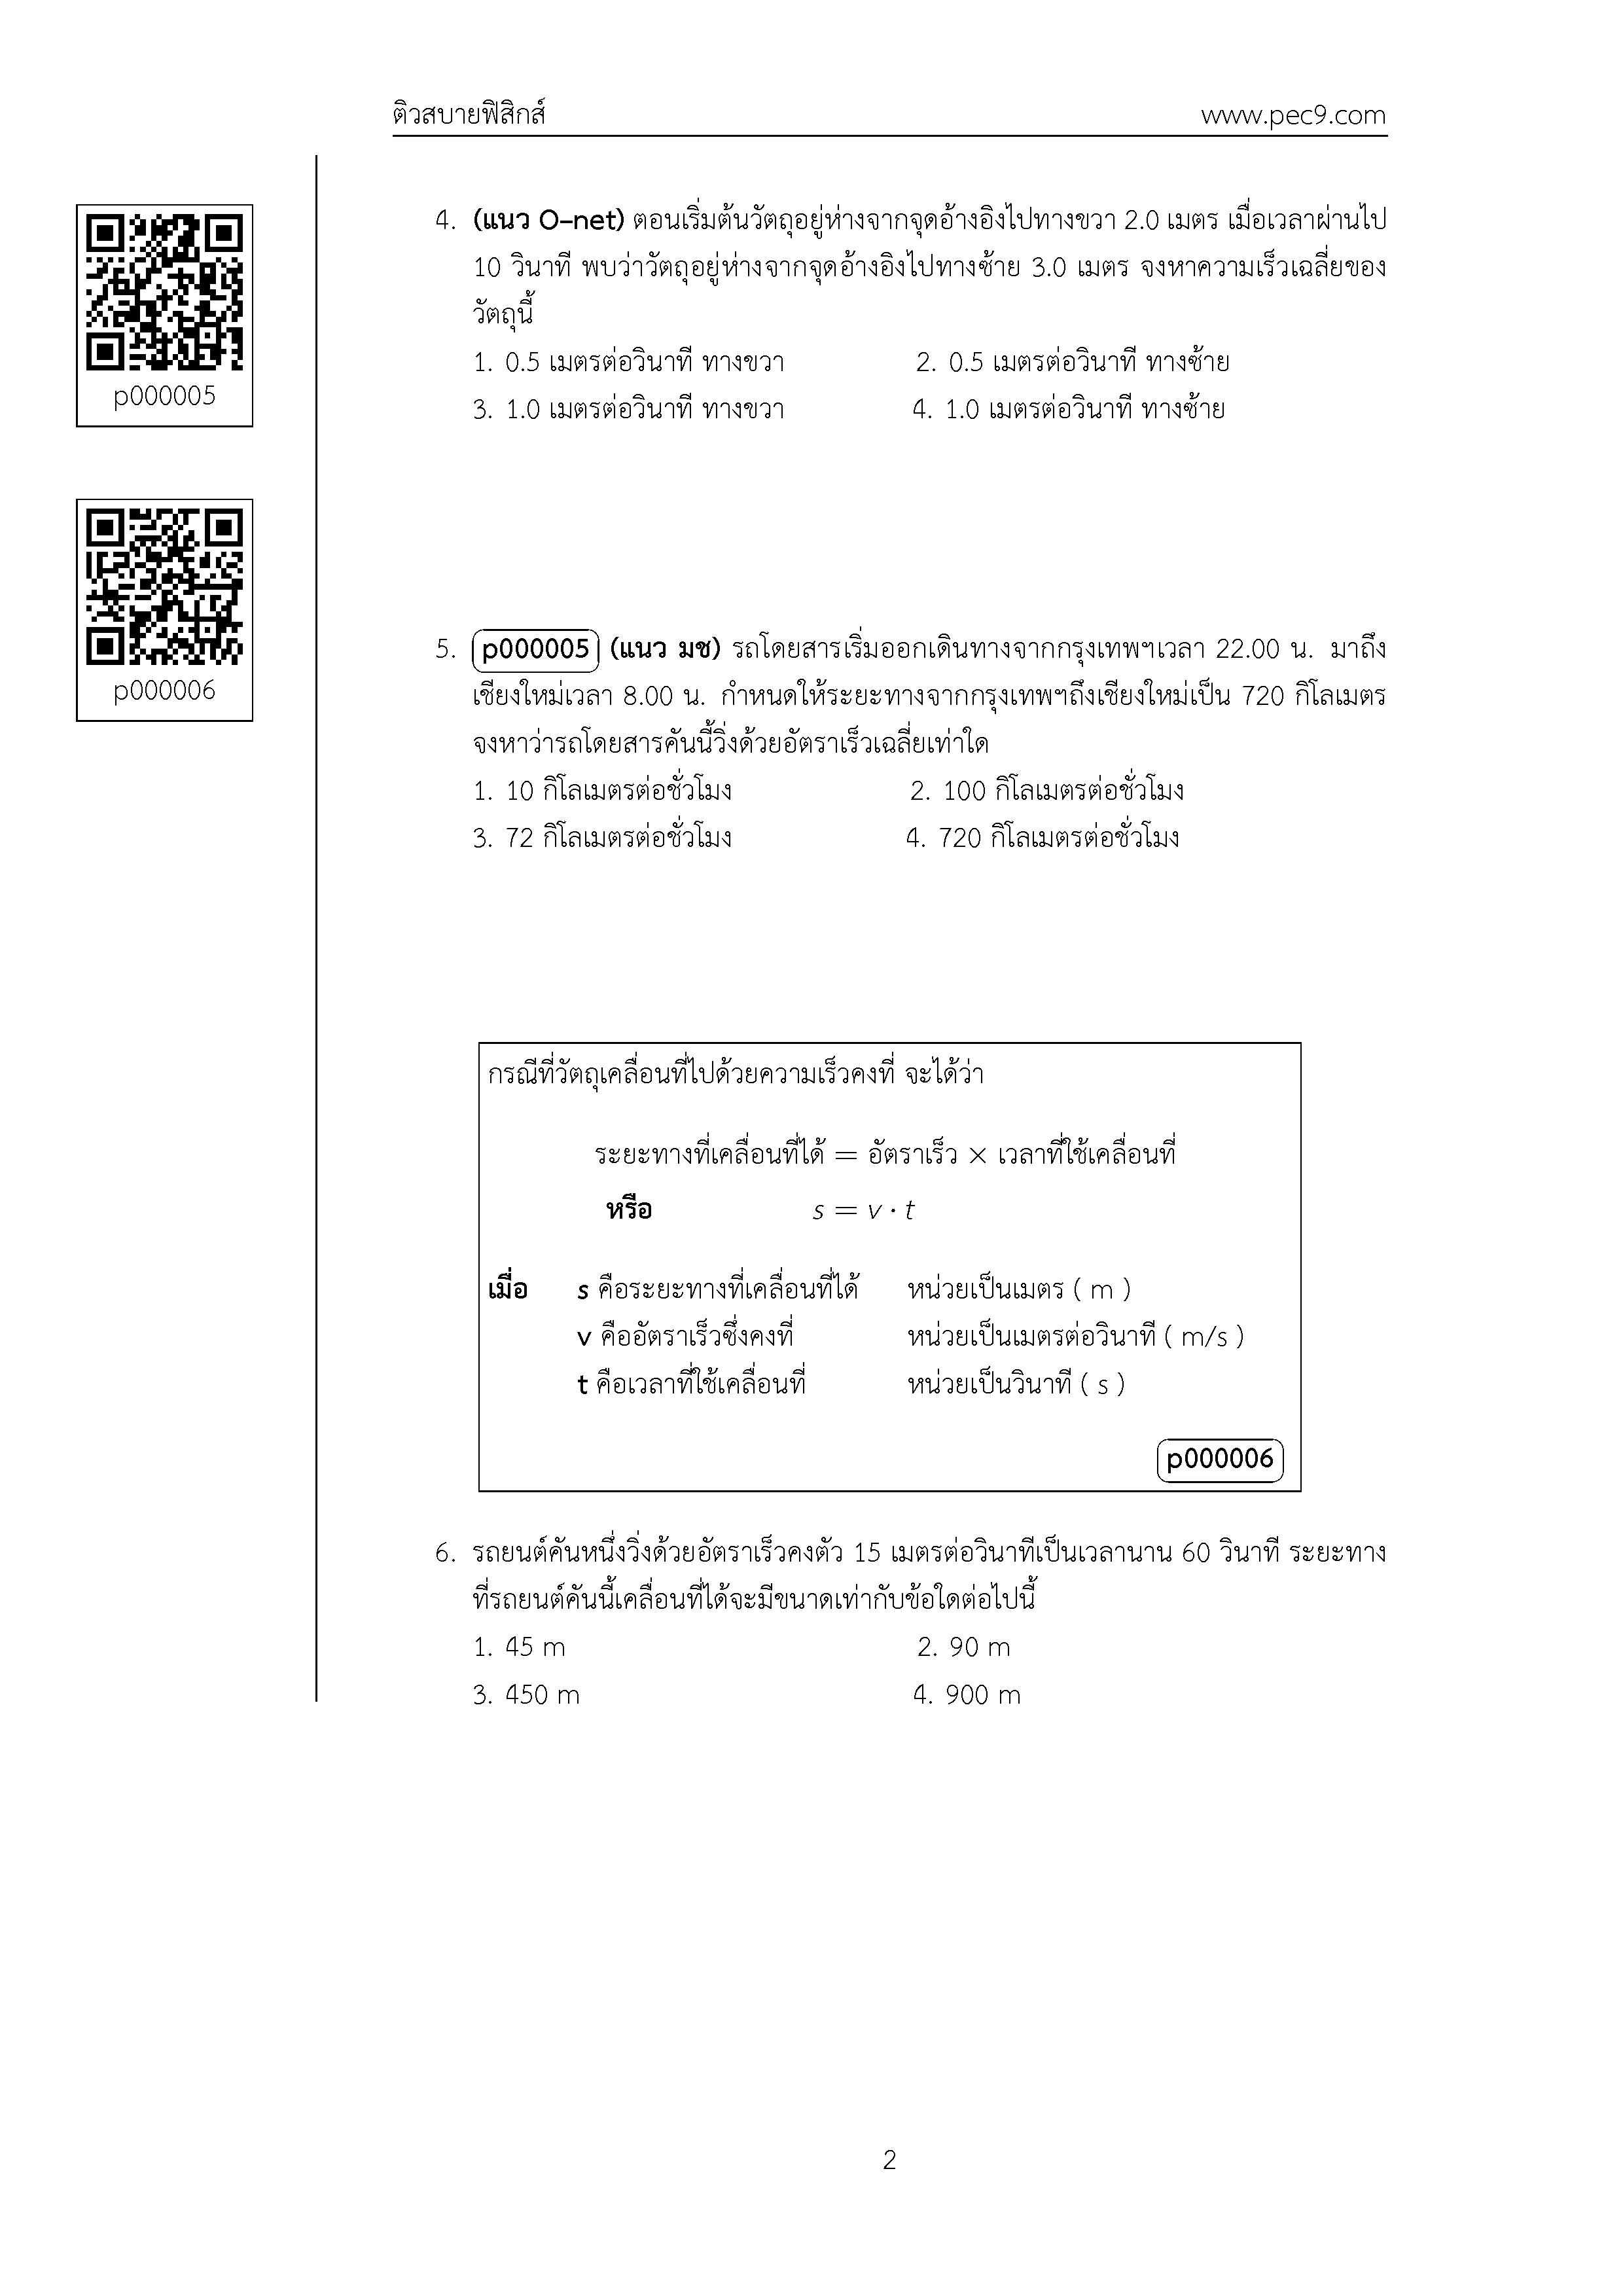 ติวสบายฟิสิกส์ www.pec9.com
p000005
p000006
4. (แนว O–net) ตอนเริ่มต้นวัตถุอยู่ห่างจากจุดอ้างอิงไปทางขวา 2.0 เมตร เมื่อเวลาผ่านไป
10 วินาที พบว่าวัตถุอยู่ห่างจากจุดอ้างอิงไปทางซ้าย 3.0 เมตร จงหาความเร็วเฉลี่ยของ
วัตถุนี้
1. 0.5 เมตรต่อวินาที ทางขวา 2. 0.5 เมตรต่อวินาที ทางซ้าย
3. 1.0 เมตรต่อวินาที ทางขวา 4. 1.0 เมตรต่อวินาที ทางซ้าย
5. p000005 (แนว มช) รถโดยสารเริ่มออกเดินทางจากกรุงเทพฯเวลา 22.00 น. มาถึง
เชียงใหม่เวลา 8.00 น. กำหนดให้ระยะทางจากกรุงเทพฯถึงเชียงใหม่เป็น 720 กิโลเมตร
จงหาว่ารถโดยสารคันนี้วิ่งด้วยอัตราเร็วเฉลี่ยเท่าใด
1. 10 กิโลเมตรต่อชั่วโมง 2. 100 กิโลเมตรต่อชั่วโมง
3. 72 กิโลเมตรต่อชั่วโมง 4. 720 กิโลเมตรต่อชั่วโมง
กรณีที่วัตถุเคลื่อนที่ไปด้วยความเร็วคงที่ จะได้ว่า
ระยะทางที่เคลื่อนที่ได้ = อัตราเร็ว × เวลาที่ใช้เคลื่อนที่
หรือ s = v · t
เมื่อ s คือระยะทางที่เคลื่อนที่ได้ หน่วยเป็นเมตร ( m )
v คืออัตราเร็วซึ่งคงที่ หน่วยเป็นเมตรต่อวินาที ( m/s )
t คือเวลาที่ใช้เคลื่อนที่ หน่วยเป็นวินาที ( s )
p000006
6. รถยนต์คันหนึ่งวิ่งด้วยอัตราเร็วคงตัว 15 เมตรต่อวินาทีเป็นเวลานาน 60 วินาที ระยะทาง
ที่รถยนต์คันนี้เคลื่อนที่ได้จะมีขนาดเท่ากับข้อใดต่อไปนี้
1. 45 m 2. 90 m
3. 450 m 4. 900 m
2